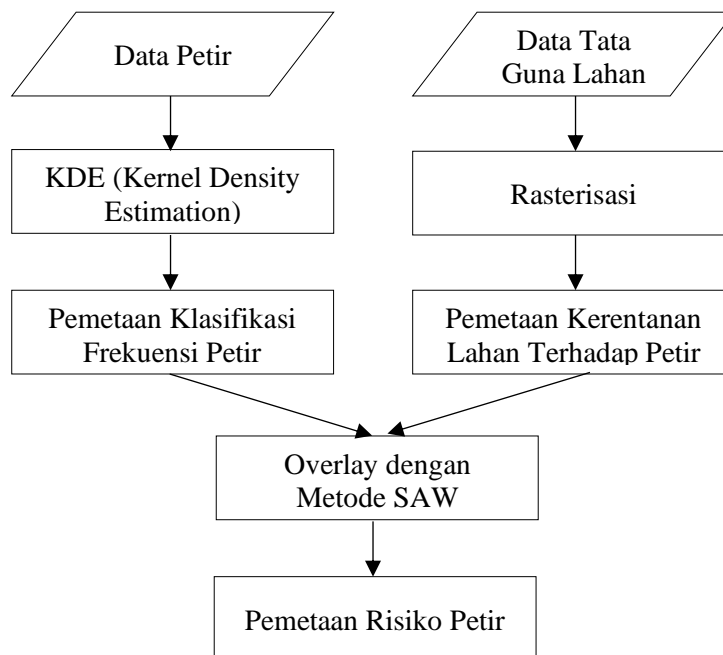 Data Petir
Data Tata
Guna Lahan
KDE (Kernel Density
Estimation)
Rasterisasi
Pemetaan Klasifikasi
Frekuensi Petir
Pemetaan Kerentanan
Lahan Terhadap Petir
Overlay dengan
Metode SAW
Pemetaan Risiko Petir